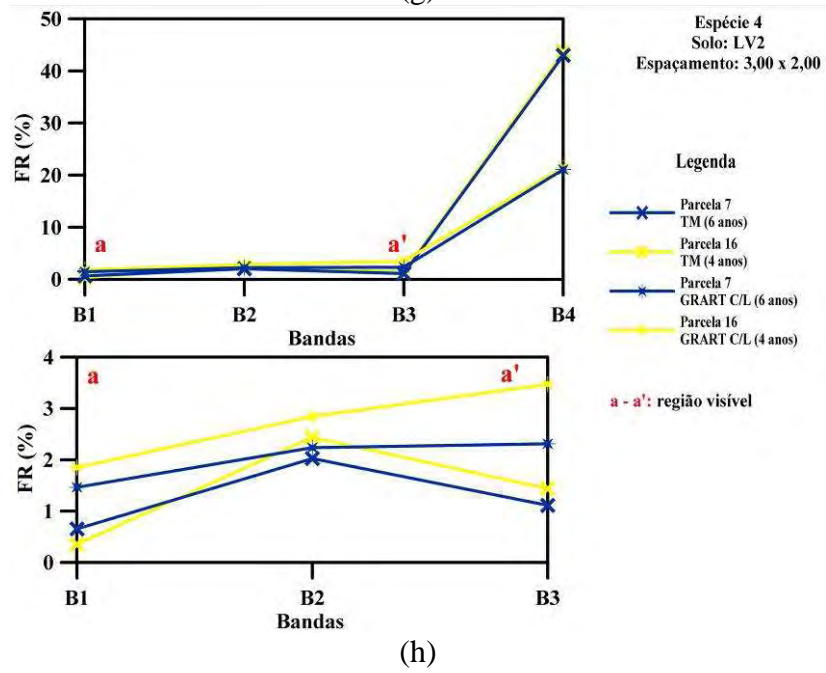 (g)
50
40
30
20
10
0
FR (%)
a
a'
B1
B2
B3
B4
Bandas
Espécie 4
Solo: LV2
Espaçamento: 3,00 x 2,00
Legenda
Parcela 7
TM (6 anos)
Parcela 16
TM (4 anos)
Parcela 7
GRART C/L (6 anos)
Parcela 16
GRART C/L (4 anos)
a - a': região visível
4
3
2
1
0
FR (%)
a
a'
B1
B2
B3
Bandas
(h)